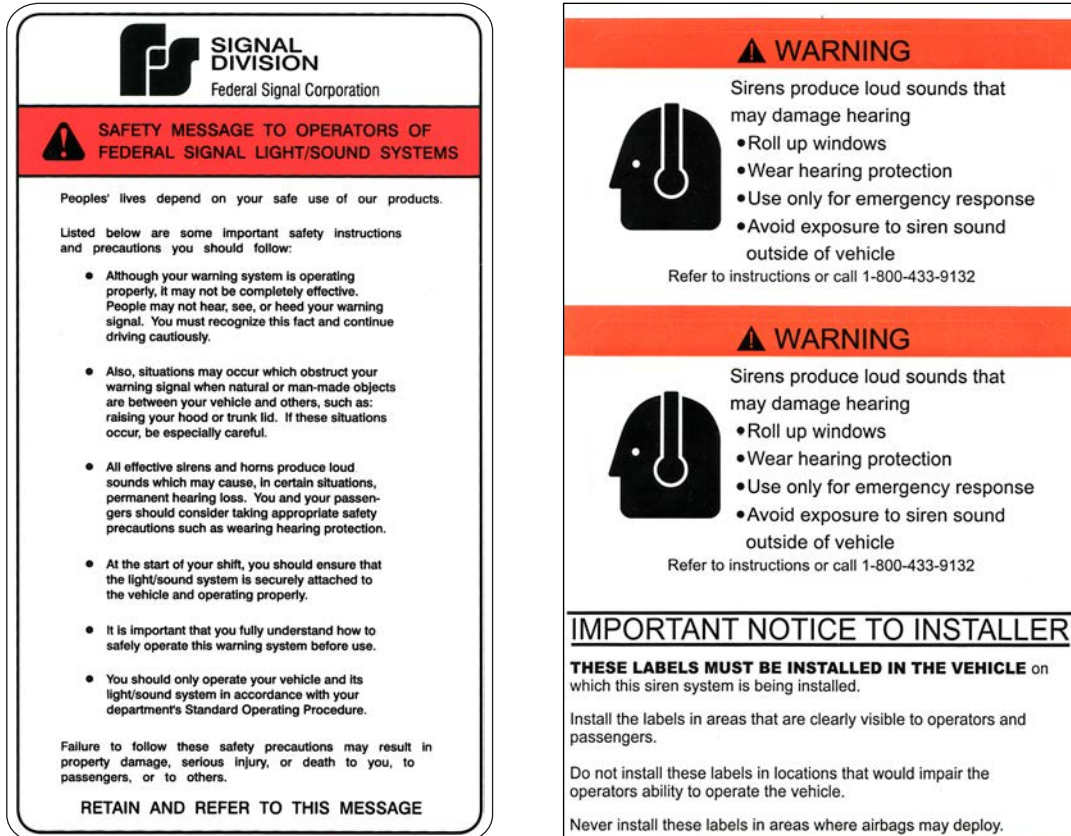 SIGNAL
DIVISION
Federal Signal Corporation
SAFETY MESSAGE TO OPERATORS OF
FEDERAL SIGNAL LIGHT/SOUND SYSTEMS
Peoples' lives depend on your safe use of our products.
Listed below are some important safety instructions
and precautions you should follow:
● Although your warning system is operating
properly, it may not be completely effective.
People may not hear, see, or heed your warning
signal. You must recognize this fact and continue
driving cautiously.
● Also, situations may occur which obstruct your
warning signal when natural or man-made objects
are between your vehicle and others, such as:
raising your hood or trunk lid. If these situations
occur, be especially careful.
● All effective sirens and horns produce loud
sounds which may cause, in certain situations,
permanent hearing loss. You and your passen-
gers should consider taking appropriate safety
precautions such as wearing hearing protection.
● At the start of your shift, you should ensure that
the light/sound system is securely attached to
the vehicle and operating properly.
● It is important that you fully understand how to
safely operate this warning system before use.
● You should only operate your vehicle and its
light/sound system in accordance with your
department's Standard Operating Procedure.
Failure to follow these safety precautions may result in
property damage, serious injury, or death to you, to
passengers, or to others.
RETAIN AND REFER TO THIS MESSAGE
WARNING
Sirens produce loud sounds that
may damage hearing
●Roll up windows
●Wear hearing protection
●Use only for emergency response
●Avoid exposure to siren sound
outside of vehicle
Refer to instructions or call 1-800-433-9132
WARNING
Sirens produce loud sounds that
may damage hearing
●Roll up windows
●Wear hearing protection
●Use only for emergency response
●Avoid exposure to siren sound
outside of vehicle
Refer to instructions or call 1-800-433-9132
IMPORTANT NOTICE TO INSTALLER
THESE LABELS MUST BE INSTALLED IN THE VEHICLE on
which this siren system is being installed.
Install the labels in areas that are clearly visible to operators and
passengers.
Do not install these labels in locations that would impair the
operators ability to operate the vehicle.
Never install these labels in areas where airbags may deploy.